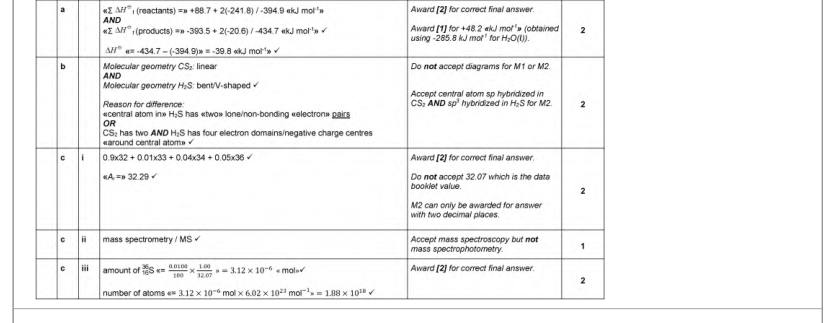 a «Σ ΔH⦵f (reactants) =» +88.7 + 2(-241.8) / -394.9 «kJ mol⁻¹» Award [2] for correct final answer. 2
AND
«Σ ΔH⦵f (products) =» -393.5 + 2(-20.6) / -434.7 «kJ mol⁻¹» ✓ Award [1] for +48.2 «kJ mol⁻¹» (obtained
using -285.8 kJ mol⁻¹ for H₂O(l)).
ΔH⦵ «= -434.7 – (-394.9)» = -39.8 «kJ mol⁻¹» ✓
b Molecular geometry CS₂: linear Do not accept diagrams for M1 or M2. 2
AND
Molecular geometry H₂S: bent/V-shaped ✓
Accept central atom sp hybridized in
CS₂ AND sp³ hybridized in H₂S for M2.
Reason for difference:
«central atom in» H₂S has «two» lone/non-bonding «electron» pairs
OR
CS₂ has two AND H₂S has four electron domains/negative charge centres
«around central atom» ✓
c i 0.9x32 + 0.01x33 + 0.04x34 + 0.05x36 ✓ Award [2] for correct final answer. 2
«Aᵣ =» 32.29 ✓ Do not accept 32.07 which is the data
booklet value.
M2 can only be awarded for answer
with two decimal places.
c ii mass spectrometry / MS ✓ Accept mass spectroscopy but not 1
mass spectrophotometry.
c iii amount of ³⁶₁₆S «= 0.0100/100 × 1.00/32.07 » = 3.12 × 10⁻⁶ «mol»✓ Award [2] for correct final answer. 2
number of atoms «= 3.12 × 10⁻⁶ mol × 6.02 × 10²³ mol⁻¹» = 1.88 × 10¹⁸ ✓